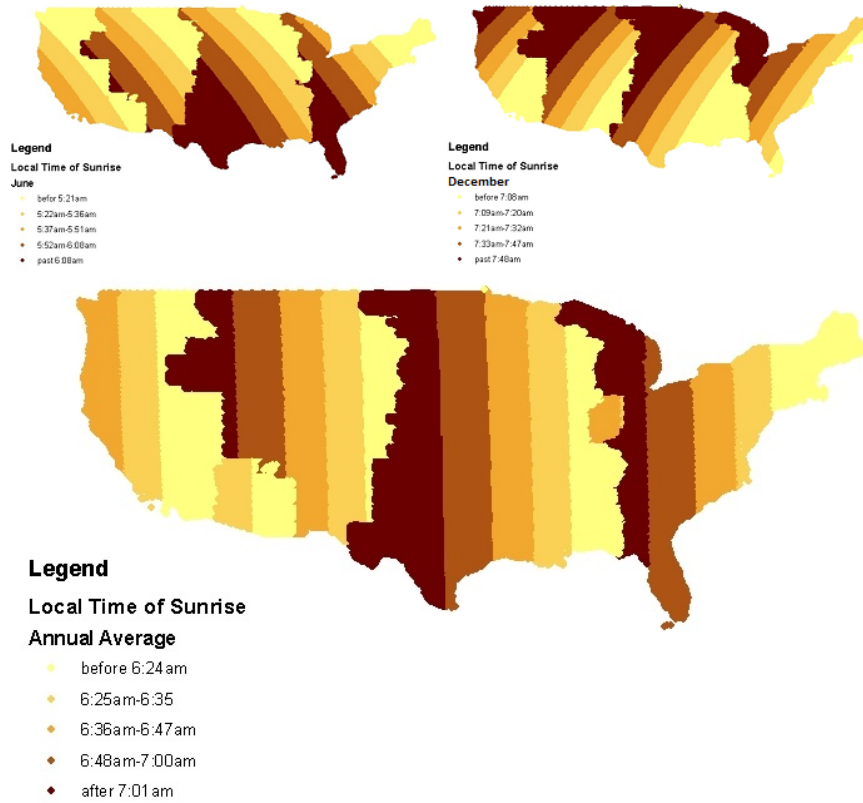 Legend
Local Time of Sunrise
June
befor 5:21am
5:22am-5:36am
5:37am-5:51am
5:52am-6:08am
past 6:08am
Legend
Local Time of Sunrise
December
before 7:08am
7:09am-7:20am
7:21am-7:32am
7:33am-7:47am
past 7:48am
Legend
Local Time of Sunrise
Annual Average
before 6:24am
6:25am-6:35
6:36am-6:47am
6:48am-7:00am
after 7:01am